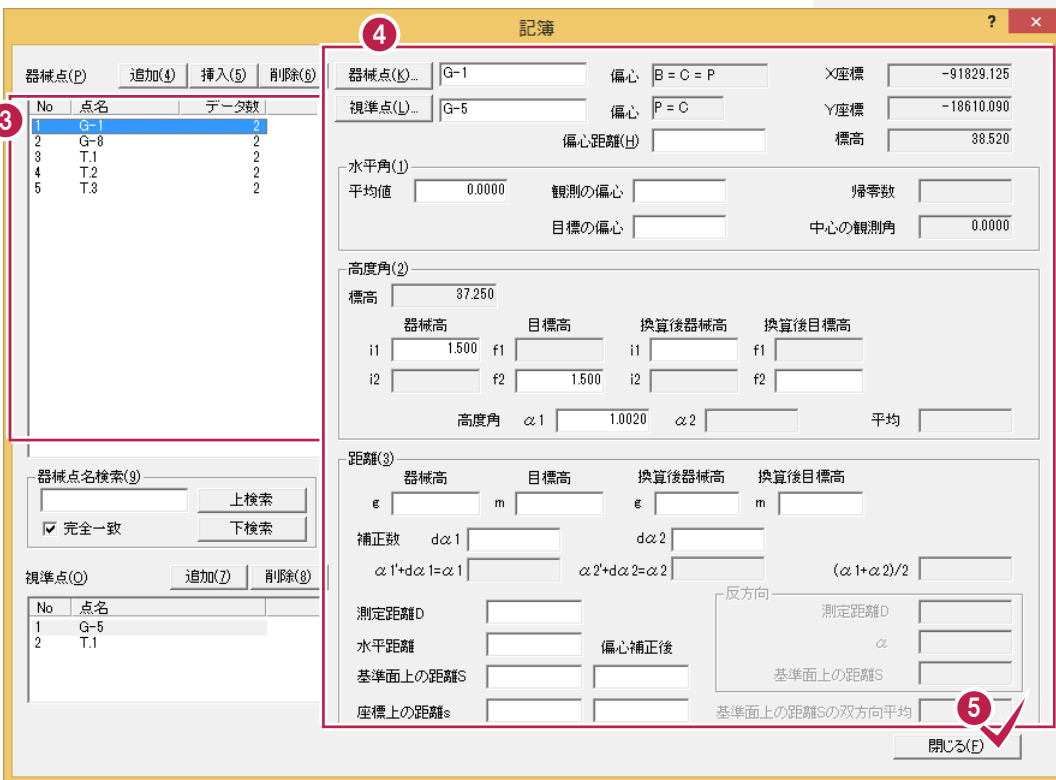 記簿
? ×
4
器械点(P) 追加(4) 挿入(5) 削除(6)
器械点(K)... G-1 偏心 B = C = P X座標 -91829.125
視準点(L)... G-5 偏心 P = C Y座標 -18610.090
偏心距離(H) 標高 38.520
3
No 点名 データ数
1 G-1 2
2 G-8 2
3 T.1 2
4 T.2 2
5 T.3 2
水平角(1)
平均値 0.0000 観測の偏心 帰零数
目標の偏心 中心の観測角 0.0000
高度角(2)
標高 37.250
器械高 目標高 換算後器械高 換算後目標高
i1 1.500 f1 i1 f1
i2 f2 1.500 i2 f2
高度角 α1 1.0020 α2 平均
距離(3)
器械高 目標高 換算後器械高 換算後目標高
g m g m
補正数 dα1 dα2
α1'+dα1=α1 α2'+dα2=α2 (α1+α2)/2
測定距離D
水平距離 偏心補正後
基準面上の距離S
座標上の距離s
反方向
測定距離D
α
基準面上の距離S
基準面上の距離Sの双方向平均
器械点名検索(9)
上検索
完全一致 下検索
視準点(O) 追加(7) 削除(8)
No 点名
1 G-5
2 T.1
5
閉じる(F)